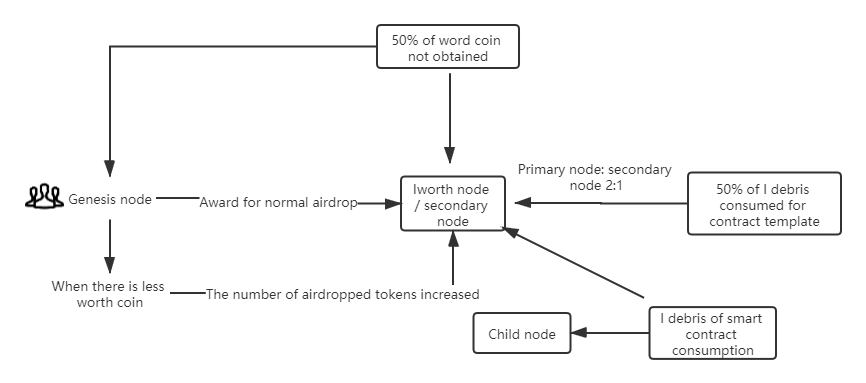 50% of word coin
not obtained
Primary node: secondary
node 2:1
Genesis node
Award for normal airdrop
Iworth node
/ secondary
node
50% of I debris
consumed for
contract template
When there is less
worth coin
The number of airdropped tokens increased
Child node
I debris of smart
contract
consumption